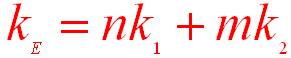 k_E = nk_1 + mk_2